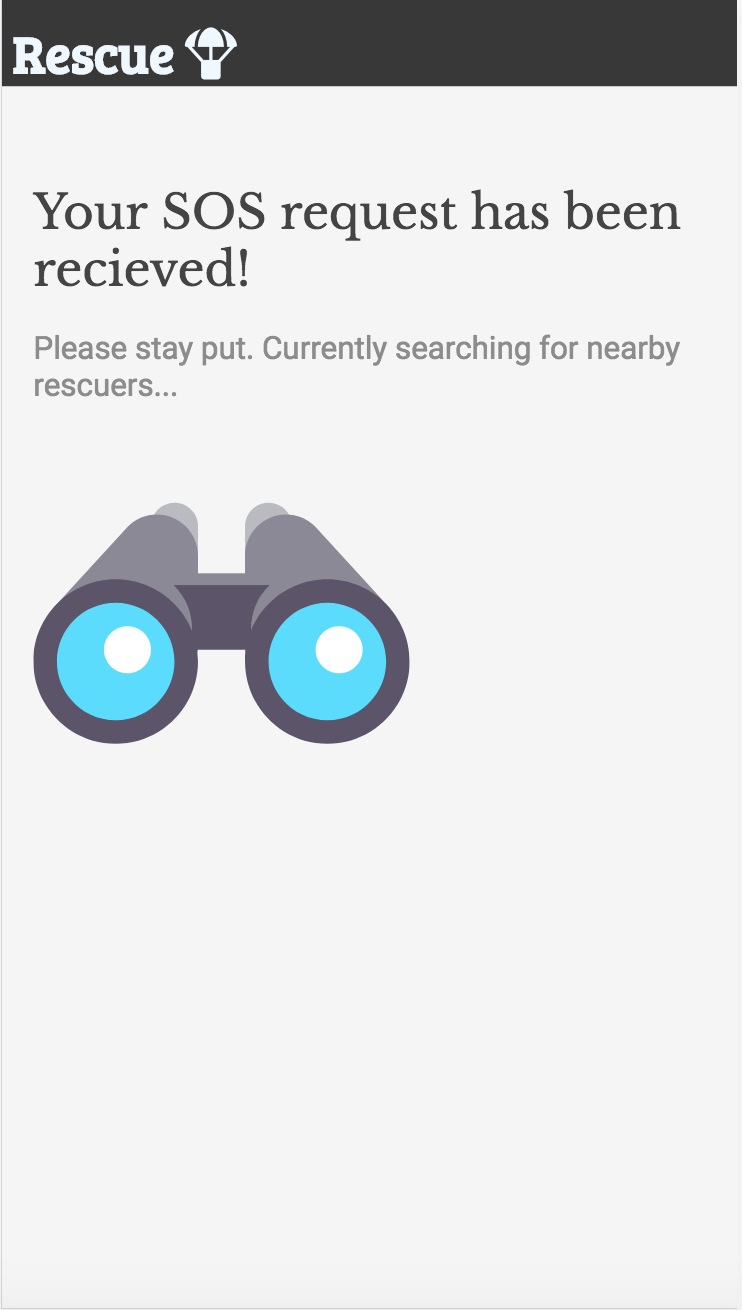 Rescue
Your SOS request has been
recieved!
Please stay put. Currently searching for nearby
rescuers...